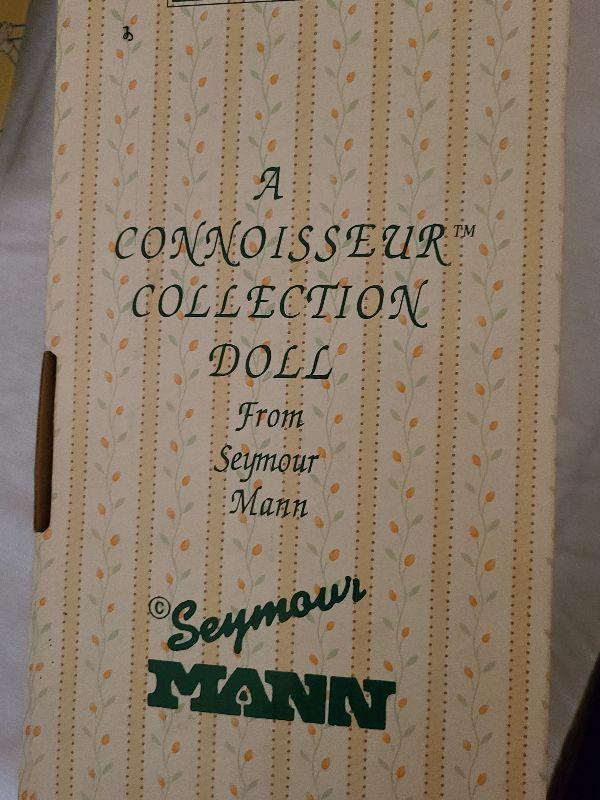 A
CONNOISSEUR™
COLLECTION
DOLL
From
Seymour
Mann
© Seymour
MANN